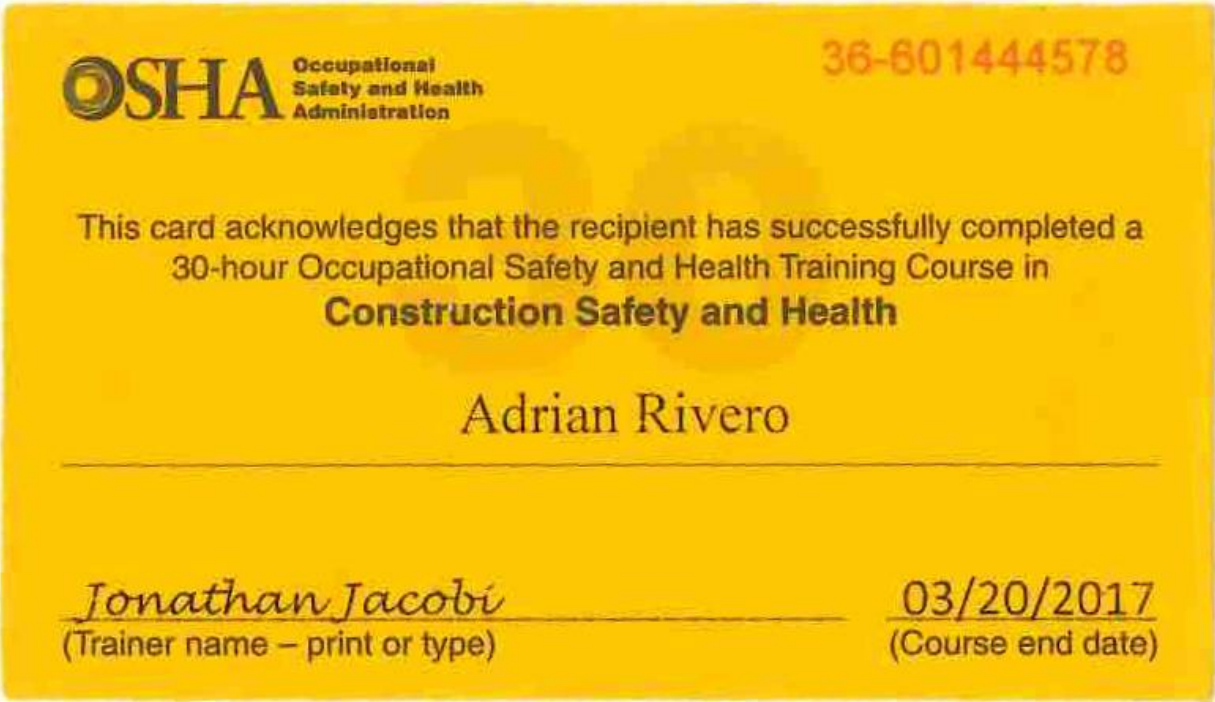 OSHA
Occupational
Safety and Health
Administration
36-601444578
30
This card acknowledges that the recipient has successfully completed a
30-hour Occupational Safety and Health Training Course in
Construction Safety and Health
Adrian Rivero
Jonathan Jacobi
03/20/2017
(Trainer name – print or type)
(Course end date)